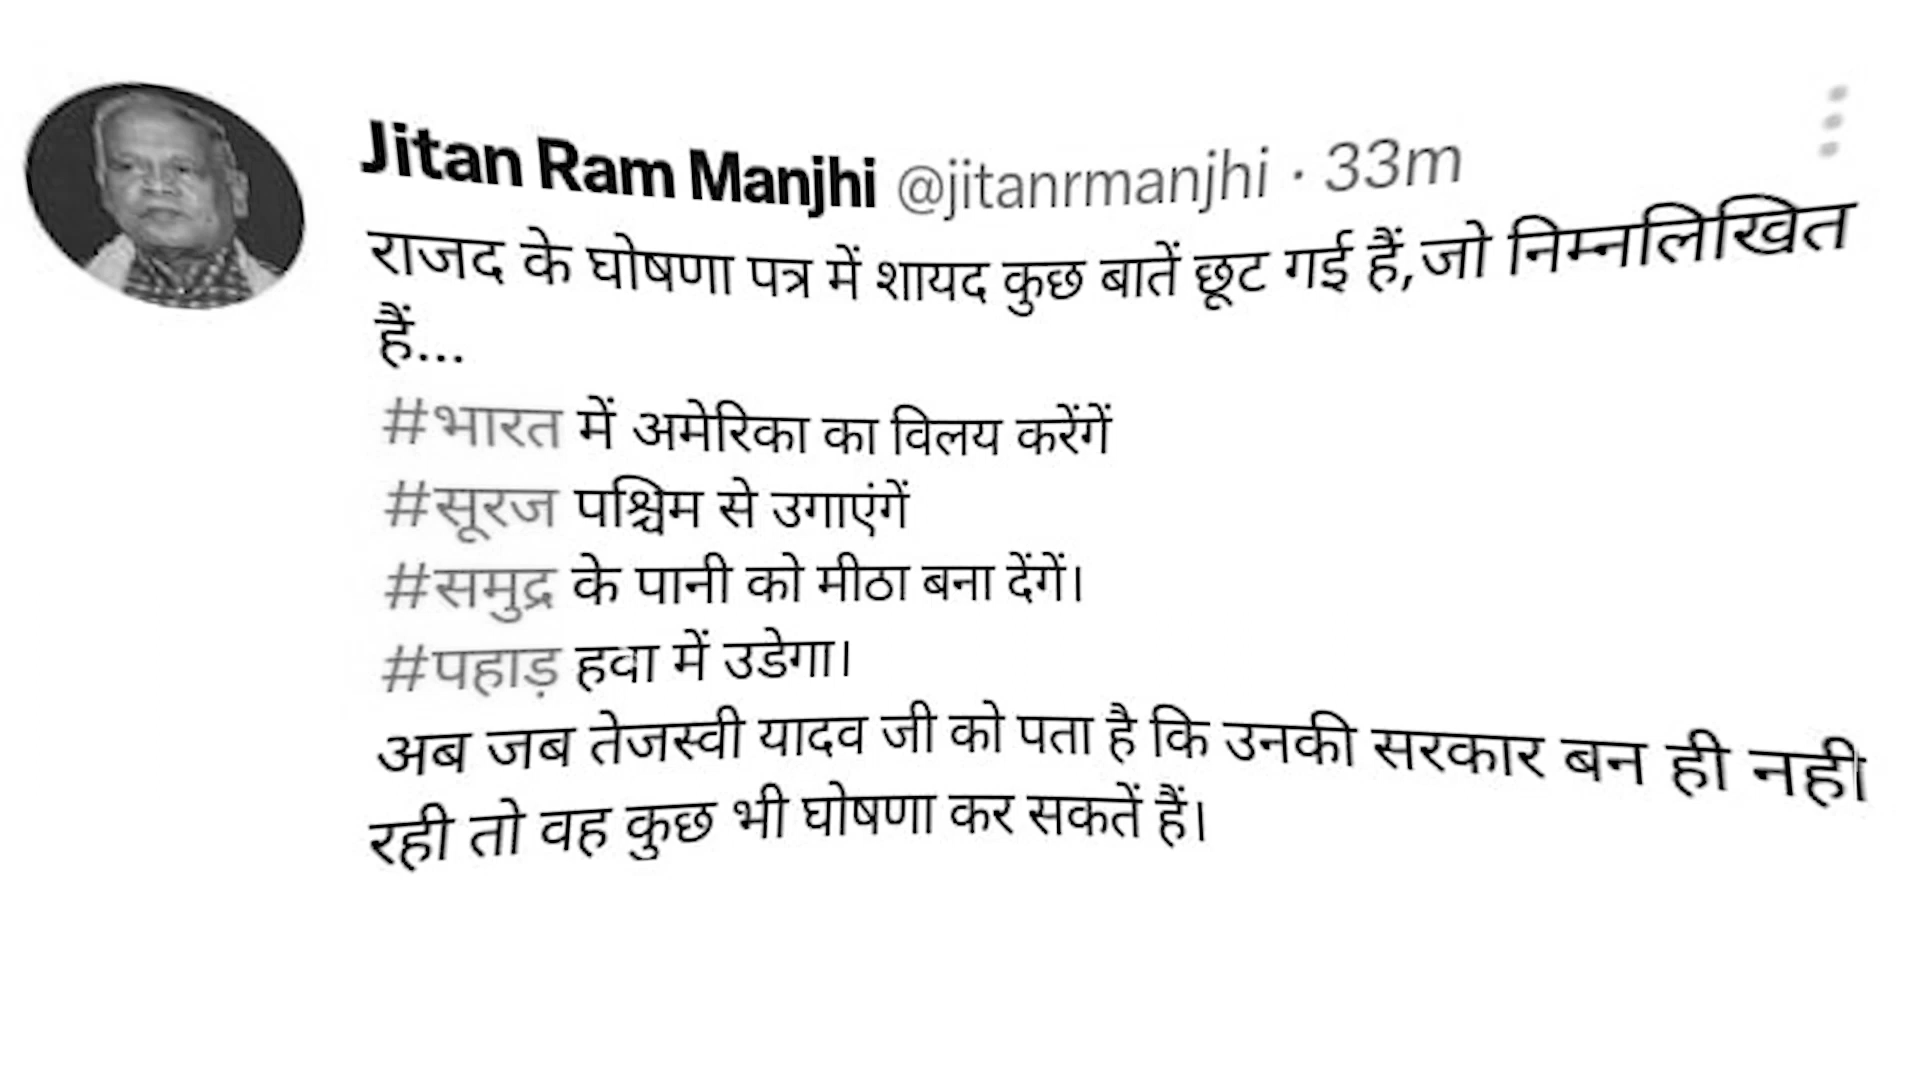 Jitan Ram Manjhi @jitanrmanjhi · 33m
राजद के घोषणा पत्र में शायद कुछ बातें छूट गई हैं,जो निम्नलिखित
हैं...
#भारत में अमेरिका का विलय करेंगें
#सूरज पश्चिम से उगाएंगें
#समुद्र के पानी को मीठा बना देंगें।
#पहाड़ हवा में उडेगा।
अब जब तेजस्वी यादव जी को पता है कि उनकी सरकार बन ही नही
रही तो वह कुछ भी घोषणा कर सकतें हैं।